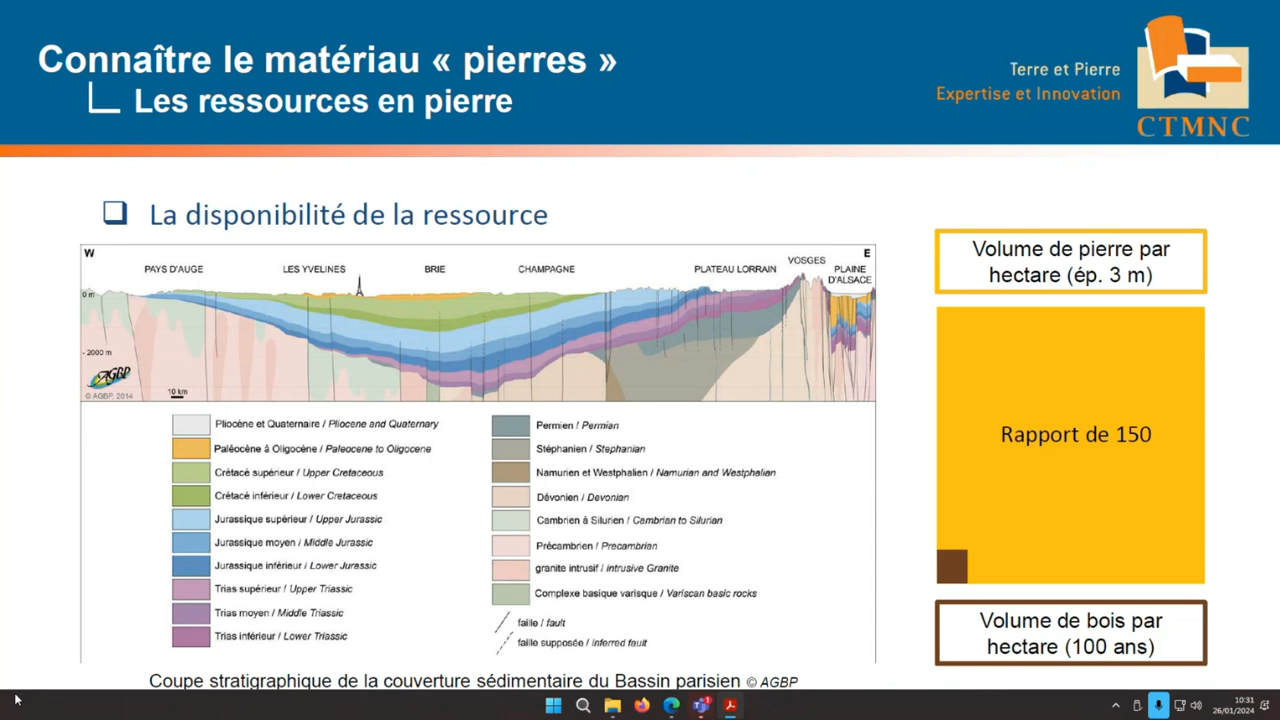 Connaître le matériau « pierres »
Les ressources en pierre
Terre et Pierre
Expertise et Innovation
CTMNC
La disponibilité de la ressource
W
E
PAYS D'AUGE
LES YVELINES
BRIE
CHAMPAGNE
PLATEAU LORRAIN
VOSGES
PLAINE
D'ALSACE
0 m
- 2000 m
AGBP
10 km
© AGBP, 2014
Pliocène et Quaternaire / Pliocene and Quaternary
Paléocène à Oligocène / Paleocene to Oligocene
Crétacé supérieur / Upper Cretaceous
Crétacé inférieur / Lower Cretaceous
Jurassique supérieur / Upper Jurassic
Jurassique moyen / Middle Jurassic
Jurassique inférieur / Lower Jurassic
Trias supérieur / Upper Triassic
Trias moyen / Middle Triassic
Trias inférieur / Lower Triassic
Permien / Permian
Stéphanien / Stephanian
Namurien et Westphalien / Namurian and Westphalian
Dévonien / Devonian
Cambrien à Silurien / Cambrian to Silurian
Précambrien / Precambrian
granite intrusif / intrusive Granite
Complexe basique varisque / Variscan basic rocks
faille / fault
faille supposée / inferred fault
Coupe stratigraphique de la couverture sédimentaire du Bassin parisien © AGBP
Volume de pierre par
hectare (ép. 3 m)
Rapport de 150
Volume de bois par
hectare (100 ans)
10:31
26/01/2024